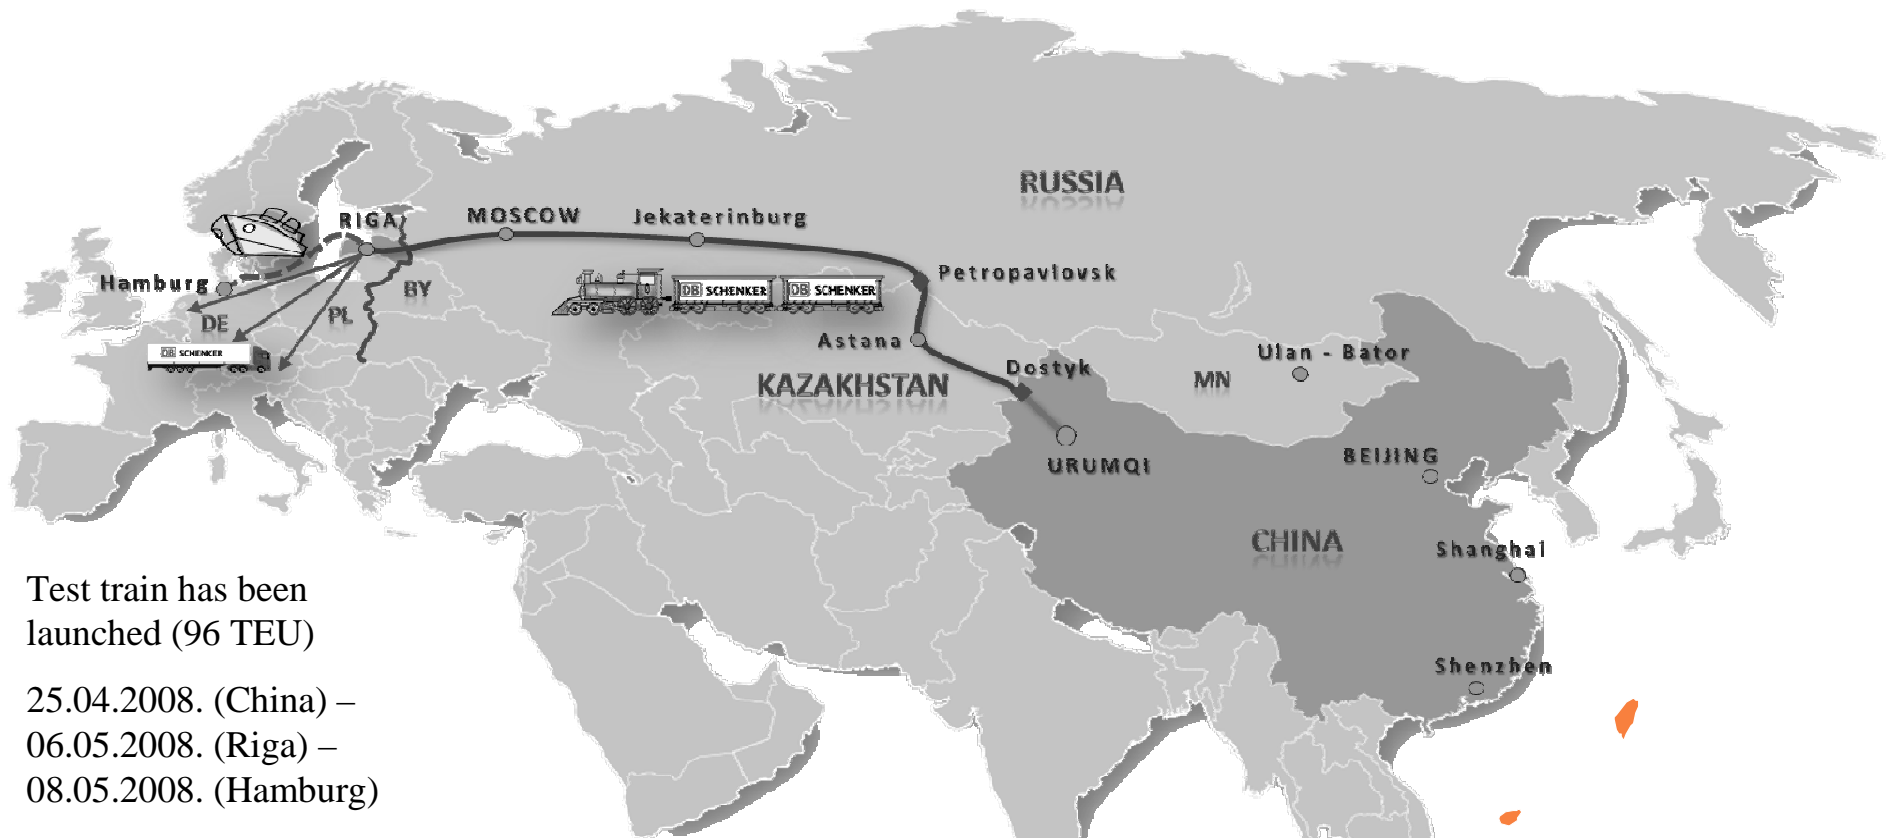 RUSSIA
RIGA
MOSCOW
Jekaterinburg
Hamburg
BY
Petropavlovsk
DB SCHENKER
DB SCHENKER
DE
PL
Astana
DB SCHENKER
Dostyk
Ulan - Bator
KAZAKHSTAN
MN
URUMQI
BEIJING
CHINA
Shanghai
Shenzhen
Test train has been
launched (96 TEU)
25.04.2008. (China) –
06.05.2008. (Riga) –
08.05.2008. (Hamburg)